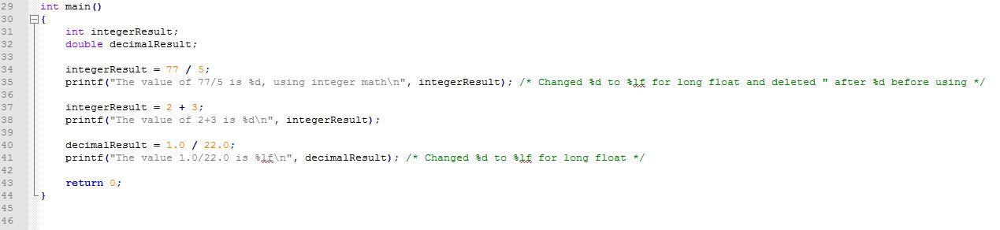 29 int main()
30 {
31 int integerResult;
32 double decimalResult;
33
34 integerResult = 77 / 5;
35 printf("The value of 77/5 is %d, using integer math\n", integerResult); /* Changed %d to %lf for long float and deleted " after %d before using */
36
37 integerResult = 2 + 3;
38 printf("The value of 2+3 is %d\n", integerResult);
39
40 decimalResult = 1.0 / 22.0;
41 printf("The value 1.0/22.0 is %lf\n", decimalResult); /* Changed %d to %lf for long float */
42
43 return 0;
44 }
45
46